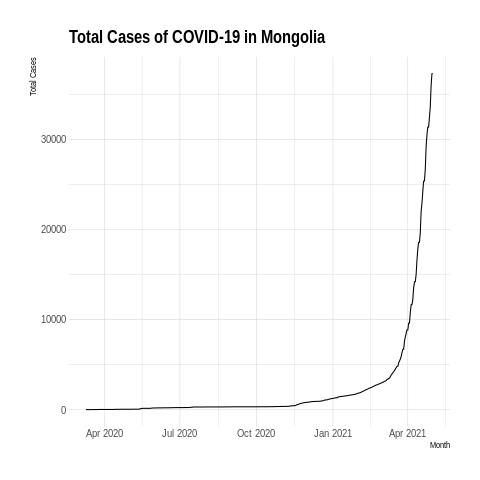 Total Cases of COVID-19 in Mongolia
Total Cases
30000
20000
10000
0
Apr 2020
Jul 2020
Oct 2020
Jan 2021
Apr 2021
Month